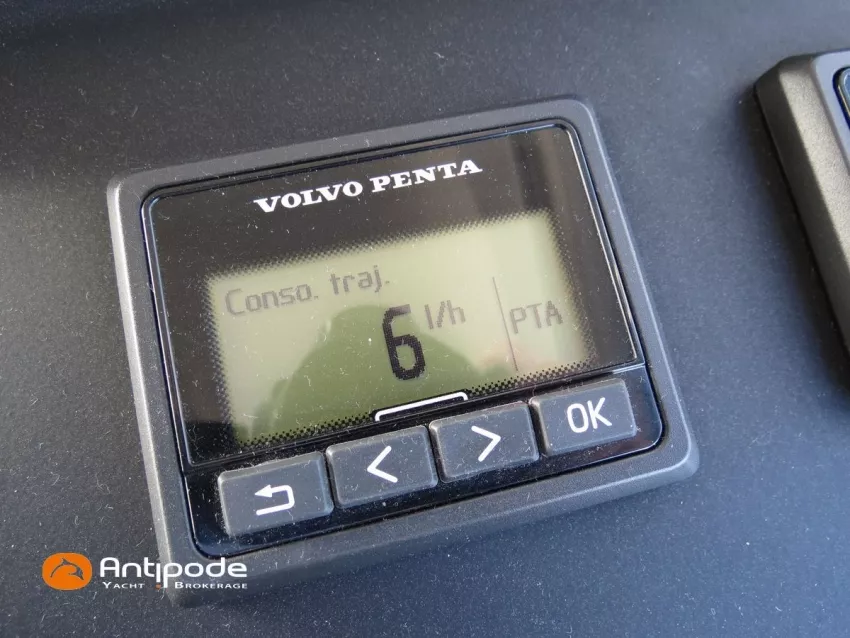 VOLVO PENTA
Conso. traj.
6 l/h PTA
OK
Antipode
YACHT BROKERAGE